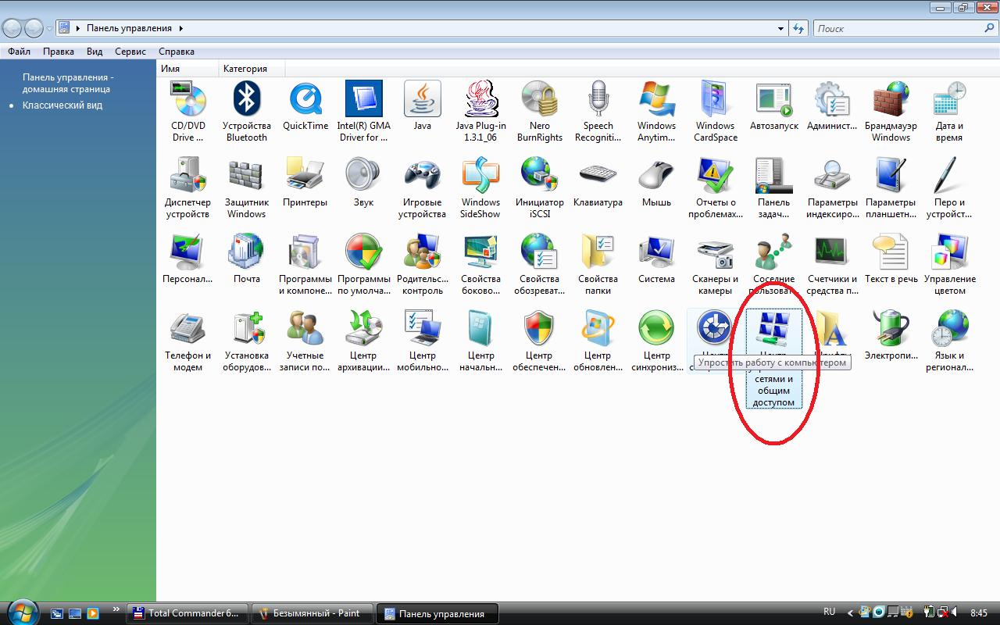 Панель управления
Поиск
Файл Правка Вид Сервис Справка
Панель управления -
домашняя страница
Классический вид
Имя Категория
CD/DVD
Drive ...
Устройства
Bluetooth
QuickTime
Intel(R) GMA
Driver for ...
Java
Java Plug-in
1.3.1_06
Nero
BurnRights
Speech
Recogniti...
Windows
Anytim...
Windows
CardSpace
Автозапуск
Админист...
Брандмауэр
Windows
Дата и
время
Диспетчер
устройств
Защитник
Windows
Принтеры
Звук
Игровые
устройства
Windows
SideShow
Инициатор
iSCSI
Клавиатура
Мышь
Отчеты о
проблемах...
Панель
задач...
Параметры
индексиро...
Параметры
планшетн...
Перо и
устройст...
Персонал...
Почта
Программы
и компоне...
Программы
по умолча...
Родительс...
контроль
Свойства
боково...
Свойства
обозреват...
Свойства
папки
Система
Сканеры и
камеры
Соседние
пользоват...
Счетчики и
средства п...
Текст в речь
Управление
цветом
Телефон и
модем
Установка
оборудов...
Учетные
записи по...
Центр
архивации...
Центр
мобильно...
Центр
начальн...
Центр
обеспечен...
Центр
обновлен...
Центр
синхрониз...
Упростить работу с компьютером
сетями и
общим
доступом
Электропи...
Язык и
регионал...
Total Commander 6... Безымянный - Paint Панель управления RU 8:45